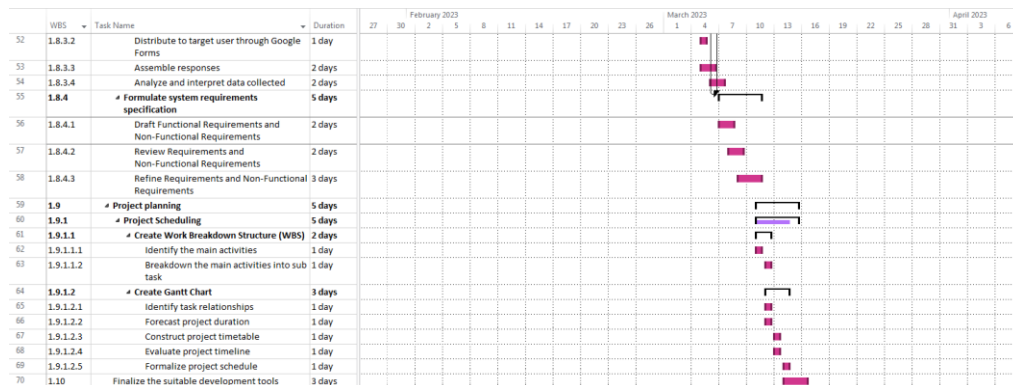 February 2023 March 2023 April 2023
WBS Task Name Duration 27 30 2 5 8 11 14 17 20 23 26 1 4 7 10 13 16 19 22 25 28 31 3 6
52 1.8.3.2 Distribute to target user through Google 1 day
Forms
53 1.8.3.3 Assemble responses 2 days
54 1.8.3.4 Analyze and interpret data collected 2 days
55 1.8.4 Formulate system requirements 5 days
specification
56 1.8.4.1 Draft Functional Requirements and 2 days
Non-Functional Requirements
57 1.8.4.2 Review Requirements and 2 days
Non-Functional Requirements
58 1.8.4.3 Refine Requirements and Non-Functional 3 days
Requirements
59 1.9 Project planning 5 days
60 1.9.1 Project Scheduling 5 days
61 1.9.1.1 Create Work Breakdown Structure (WBS) 2 days
62 1.9.1.1.1 Identify the main activities 1 day
63 1.9.1.1.2 Breakdown the main activities into sub 1 day
task
64 1.9.1.2 Create Gantt Chart 3 days
65 1.9.1.2.1 Identify task relationships 1 day
66 1.9.1.2.2 Forecast project duration 1 day
67 1.9.1.2.3 Construct project timetable 1 day
68 1.9.1.2.4 Evaluate project timeline 1 day
69 1.9.1.2.5 Formalize project schedule 1 day
70 1.10 Finalize the suitable development tools 3 days